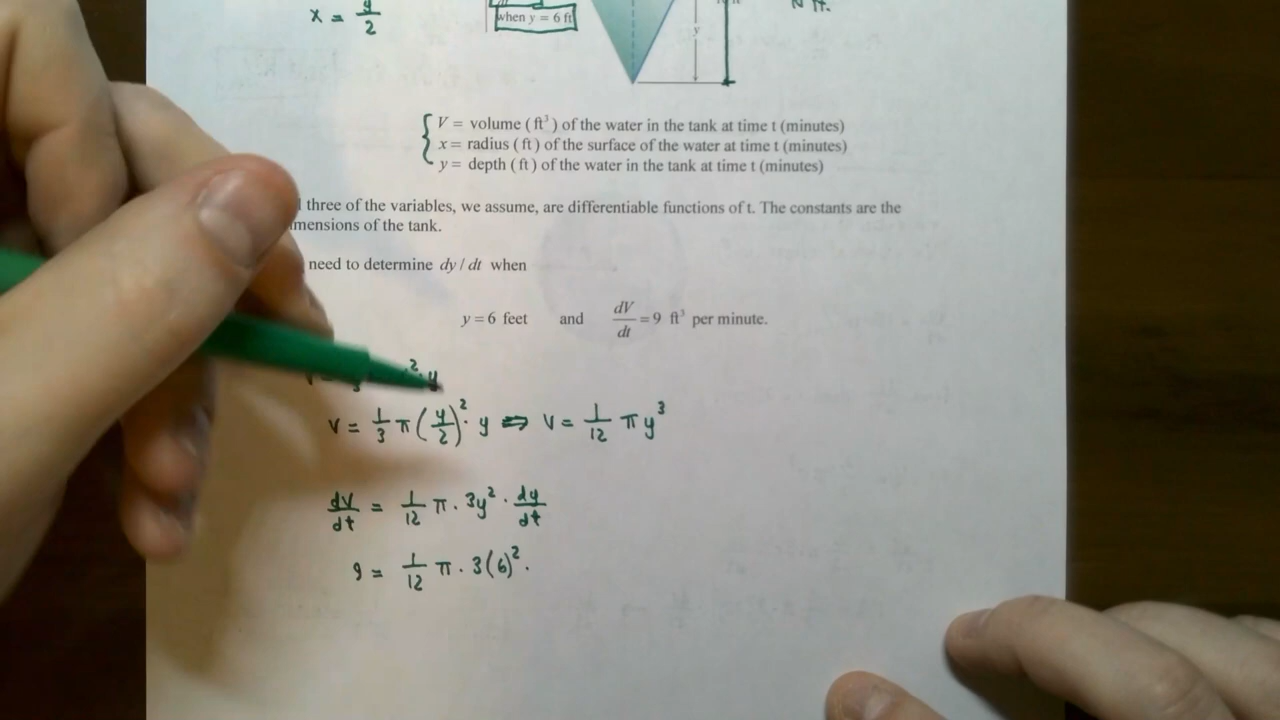 x = y/2
when y = 6 ft
y
ft.
V = volume ( ft³ ) of the water in the tank at time t (minutes)
x = radius ( ft ) of the surface of the water at time t (minutes)
y = depth ( ft ) of the water in the tank at time t (minutes)
three of the variables, we assume, are differentiable functions of t. The constants are the
mensions of the tank.
need to determine dy / dt when
y = 6 feet and dV/dt = 9 ft³ per minute.
² · y
V = 1/3 π (y/2)² · y ⇔ V = 1/12 π y³
dV/dt = 1/12 π · 3y² · dy/dt
9 = 1/12 π · 3(6)² ·